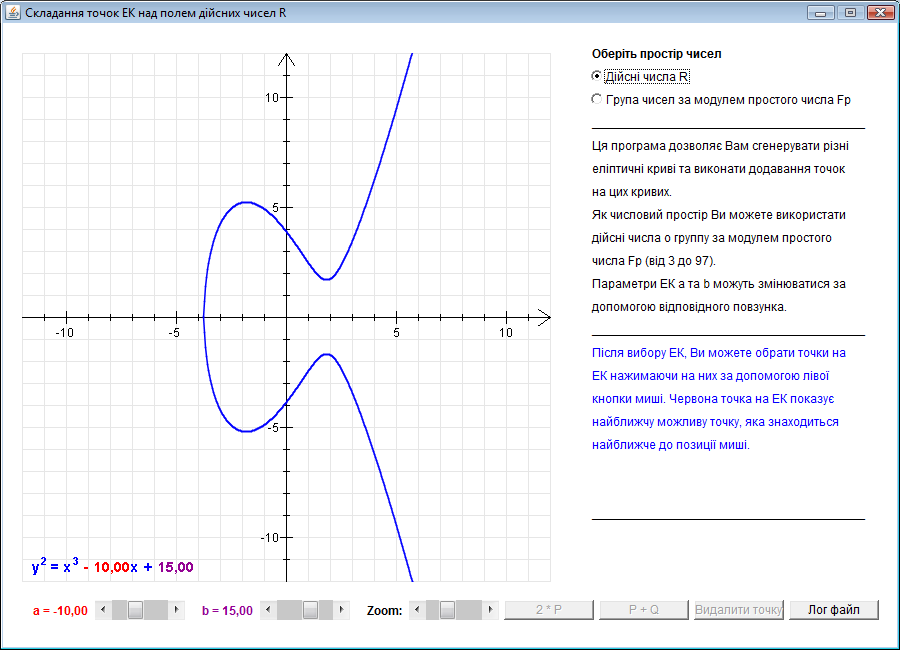 Складання точок ЕК над полем дійсних чисел R
Оберіть простір чисел
Дійсні числа R
Група чисел за модулем простого числа Fp
Ця програма дозволяє Вам сгенерувати різні
еліптичні криві та виконати додавання точок
на цих кривих.
Як числовий простір Ви можете використати
дійсні числа о группу за модулем простого
числа Fp (від 3 до 97).
Параметри ЕК a та b можуть змінюватися за
допомогою відповідного повзунка.
Після вибору ЕК, Ви можете обрати точки на
ЕК нажимаючи на них за допомогою лівої
кнопки миші. Червона точка на ЕК показує
найближчу можливу точку, яка знаходиться
найближче до позиції миші.
10
5
-10 -5 5 10
-5
-10
y² = x³ - 10,00x + 15,00
a = -10,00 b = 15,00 Zoom: 2 * P P + Q Видалити точку Лог файл